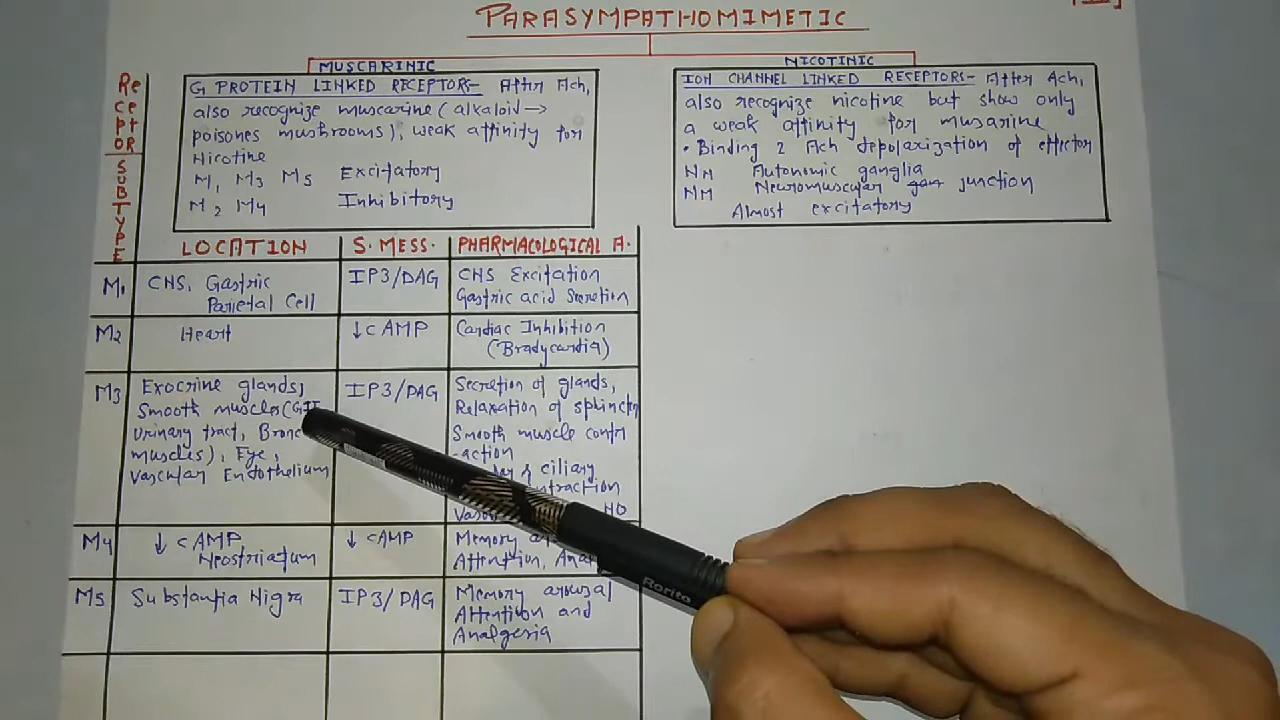 PARASYMPATHOMIMETIC
MUSCARINIC
G PROTEIN LINKED RECEPTORS- After Ach,
also recognize muscarine (alkaloid →
poisones mushrooms), weak affinity for
Nicotine
M1 M3 M5 Excitatory
M2 M4 Inhibitory
NICOTINIC
ION CHANNEL LINKED RESEPTORS- After Ach,
also recognize nicotine but show only
a weak affinity for musarine
• Binding 2 Ach depolarization of effector
NN Autonomic ganglia
NM Neuromuscular junction
Almost excitatory
ReceptOR
SUBTYPE
LOCATION S. MESS. PHARMACOLOGICAL A.
M1 CNS, Gastric
Parietal Cell
IP3/DAG
CNS Excitation
Gastric acid Secretion
M2 Heart ↓cAMP Cardiac Inhibition
(Bradycardia)
M3 Exocrine glands,
Smooth muscles(GIT
Urinary tract, Bronc
muscles), Eye,
Vascular Endothelium
IP3/DAG
Secretion of glands,
Relaxation of sphincter
Smooth muscle contr
-action
& ciliary
ntraction
NO
M4 ↓ cAMP
Neostriatum
↓ cAMP
Memory
Attention,
M5 Substantia Nigra IP3/DAG Memory arousal
Attention and
Analgesia
Rorito